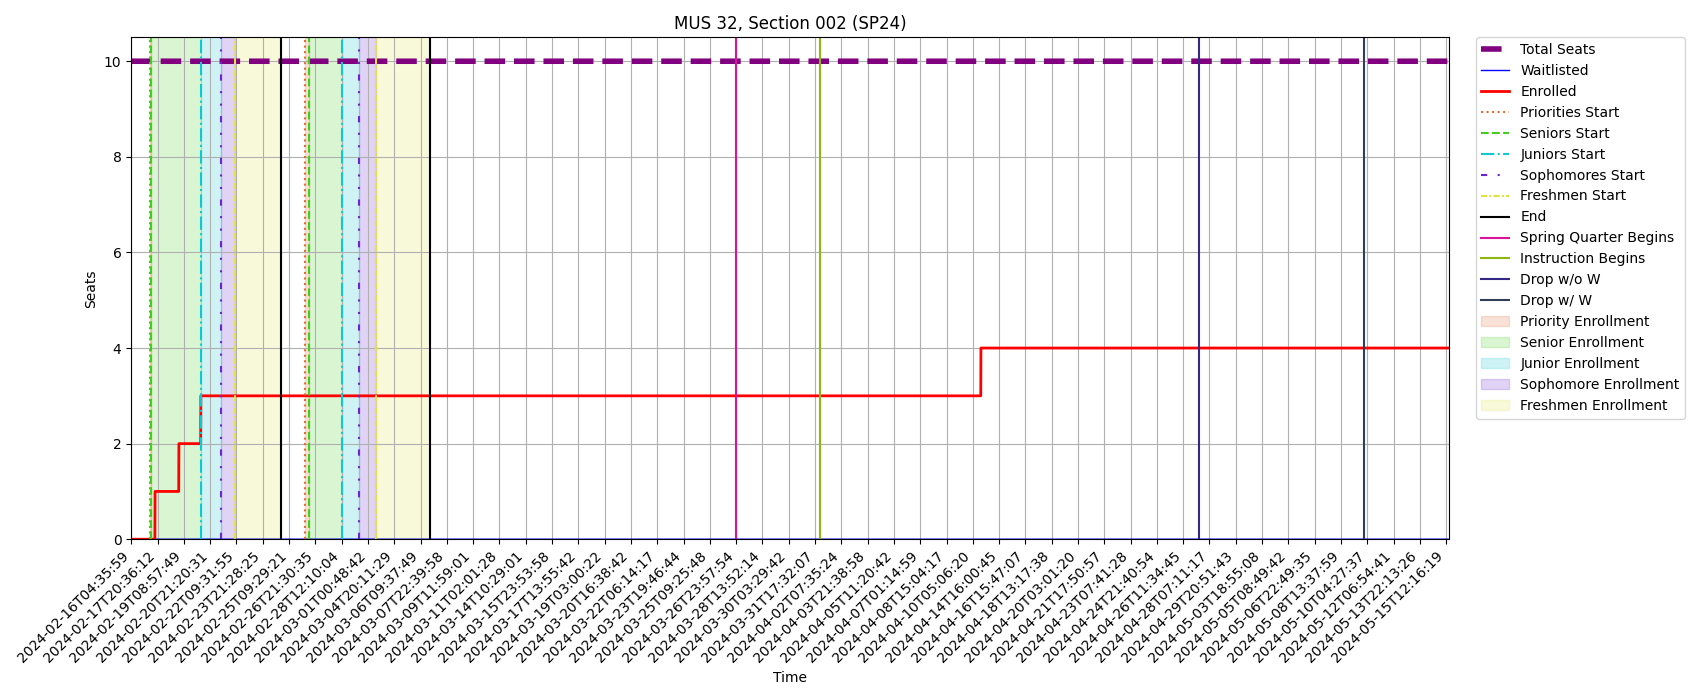 MUS 32, Section 002 (SP24)
10
8
6
4
2
0
Seats
2024-02-16T04:35:59
2024-02-17T20:36:12
2024-02-19T08:57:49
2024-02-20T21:20:31
2024-02-22T09:31:55
2024-02-23T21:28:25
2024-02-25T09:29:21
2024-02-26T21:30:35
2024-02-28T12:10:04
2024-03-01T00:48:42
2024-03-04T20:11:29
2024-03-06T09:37:49
2024-03-07T22:39:58
2024-03-09T11:59:01
2024-03-11T02:01:28
2024-03-14T10:29:01
2024-03-15T23:53:58
2024-03-17T13:55:42
2024-03-19T03:00:22
2024-03-20T16:38:42
2024-03-22T06:14:17
2024-03-23T19:46:44
2024-03-25T09:25:48
2024-03-26T23:57:54
2024-03-28T13:52:14
2024-03-30T03:29:42
2024-03-31T17:32:07
2024-04-02T07:35:24
2024-04-03T21:38:58
2024-04-05T11:20:42
2024-04-07T01:14:59
2024-04-08T15:04:17
2024-04-10T05:06:20
2024-04-14T16:00:45
2024-04-16T15:47:07
2024-04-18T13:17:38
2024-04-20T03:01:20
2024-04-21T17:50:57
2024-04-23T07:41:28
2024-04-24T21:40:54
2024-04-26T11:34:45
2024-04-28T07:11:17
2024-04-29T20:51:43
2024-05-03T18:55:08
2024-05-05T08:49:42
2024-05-06T22:49:35
2024-05-08T13:37:59
2024-05-10T04:27:37
2024-05-12T06:54:41
2024-05-13T22:13:26
2024-05-15T12:16:19
Time
Total Seats
Waitlisted
Enrolled
Priorities Start
Seniors Start
Juniors Start
Sophomores Start
Freshmen Start
End
Spring Quarter Begins
Instruction Begins
Drop w/o W
Drop w/ W
Priority Enrollment
Senior Enrollment
Junior Enrollment
Sophomore Enrollment
Freshmen Enrollment